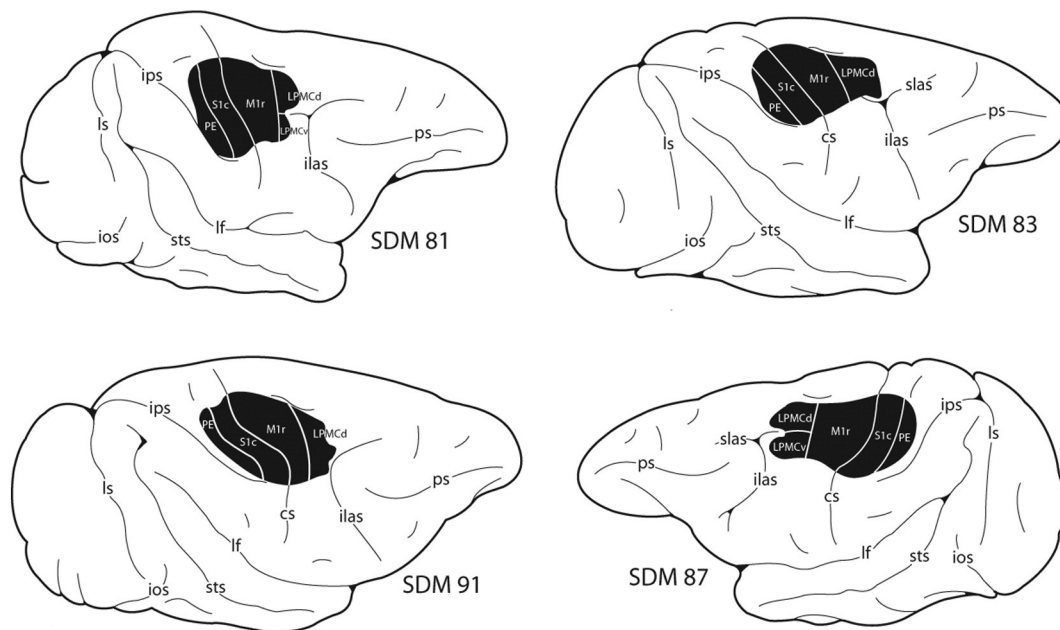 ips
S1c
M1r
LPMCd
PE
LPMCv
ls
ps
ilas
lf
ios
sts
SDM 81
ips
S1c
M1r
LPMCd
PE
slas
ps
ls
cs
ilas
lf
ios
sts
SDM 83
ips
PE
S1c
M1r
LPMCd
ps
ls
cs
ilas
lf
ios
sts
SDM 91
LPMCd
M1r
S1c
PE
ips
slas
LPMCv
ls
ps
ilas
cs
lf
sts
ios
SDM 87